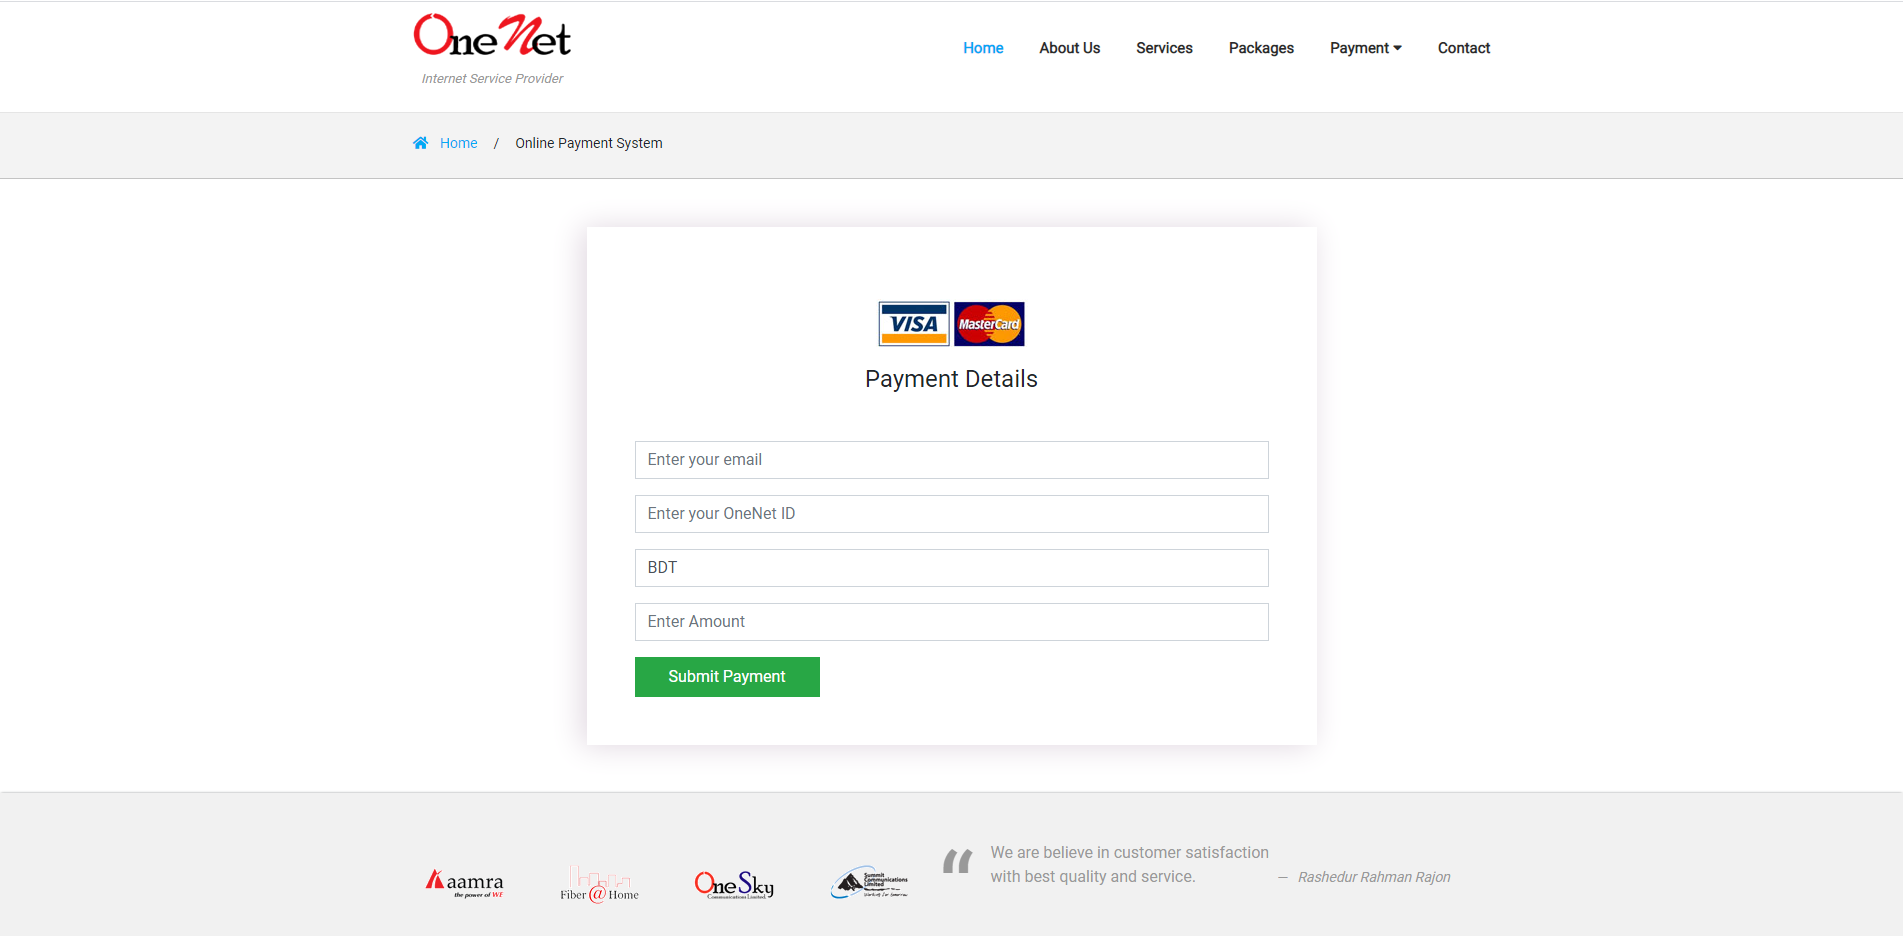 OneNet
Internet Service Provider
Home About Us Services Packages Payment Contact
Home / Online Payment System
VISA MasterCard
Payment Details
Enter your email
Enter your OneNet ID
BDT
Enter Amount
Submit Payment
aamra
the power of WE
Fiber @ Home
OneSky
Communications Limited.
Summit
Communications
Limited
“ We are believe in customer satisfaction
with best quality and service. — Rashedur Rahman Rajon